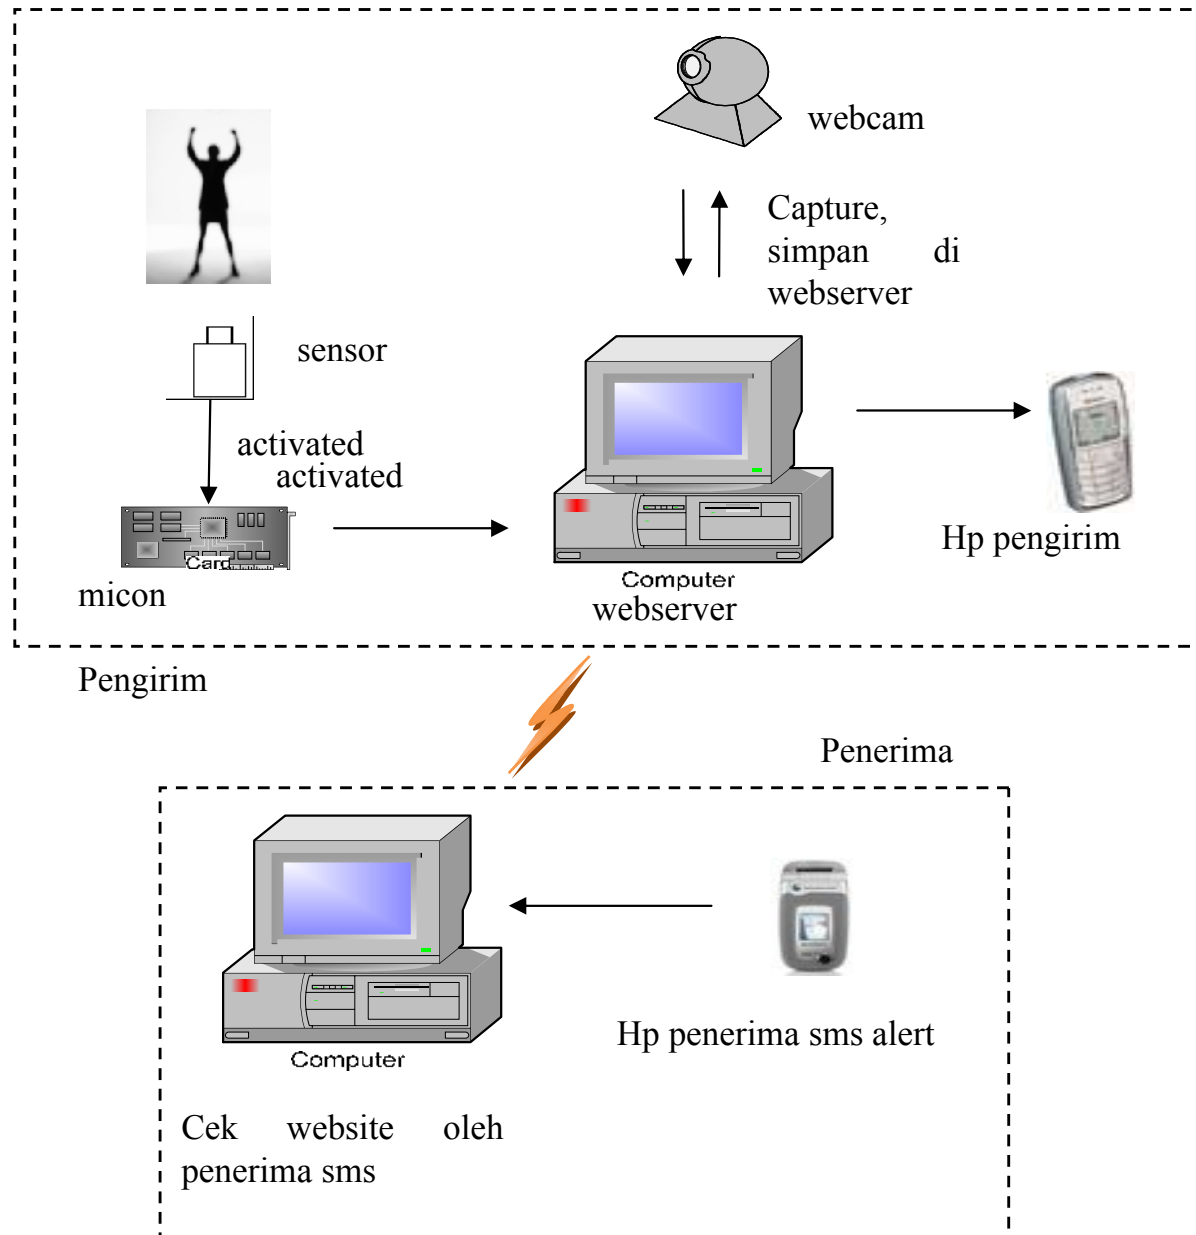 webcam
Capture,
simpan di
webserver
sensor
activated
activated
Card
micon
Computer
webserver
Hp pengirim
Pengirim
Penerima
Computer
Hp penerima sms alert
Cek website oleh
penerima sms